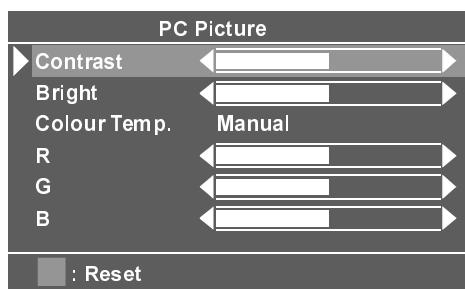 PC Picture
Contrast
Bright
Colour Temp. Manual
R
G
B
: Reset